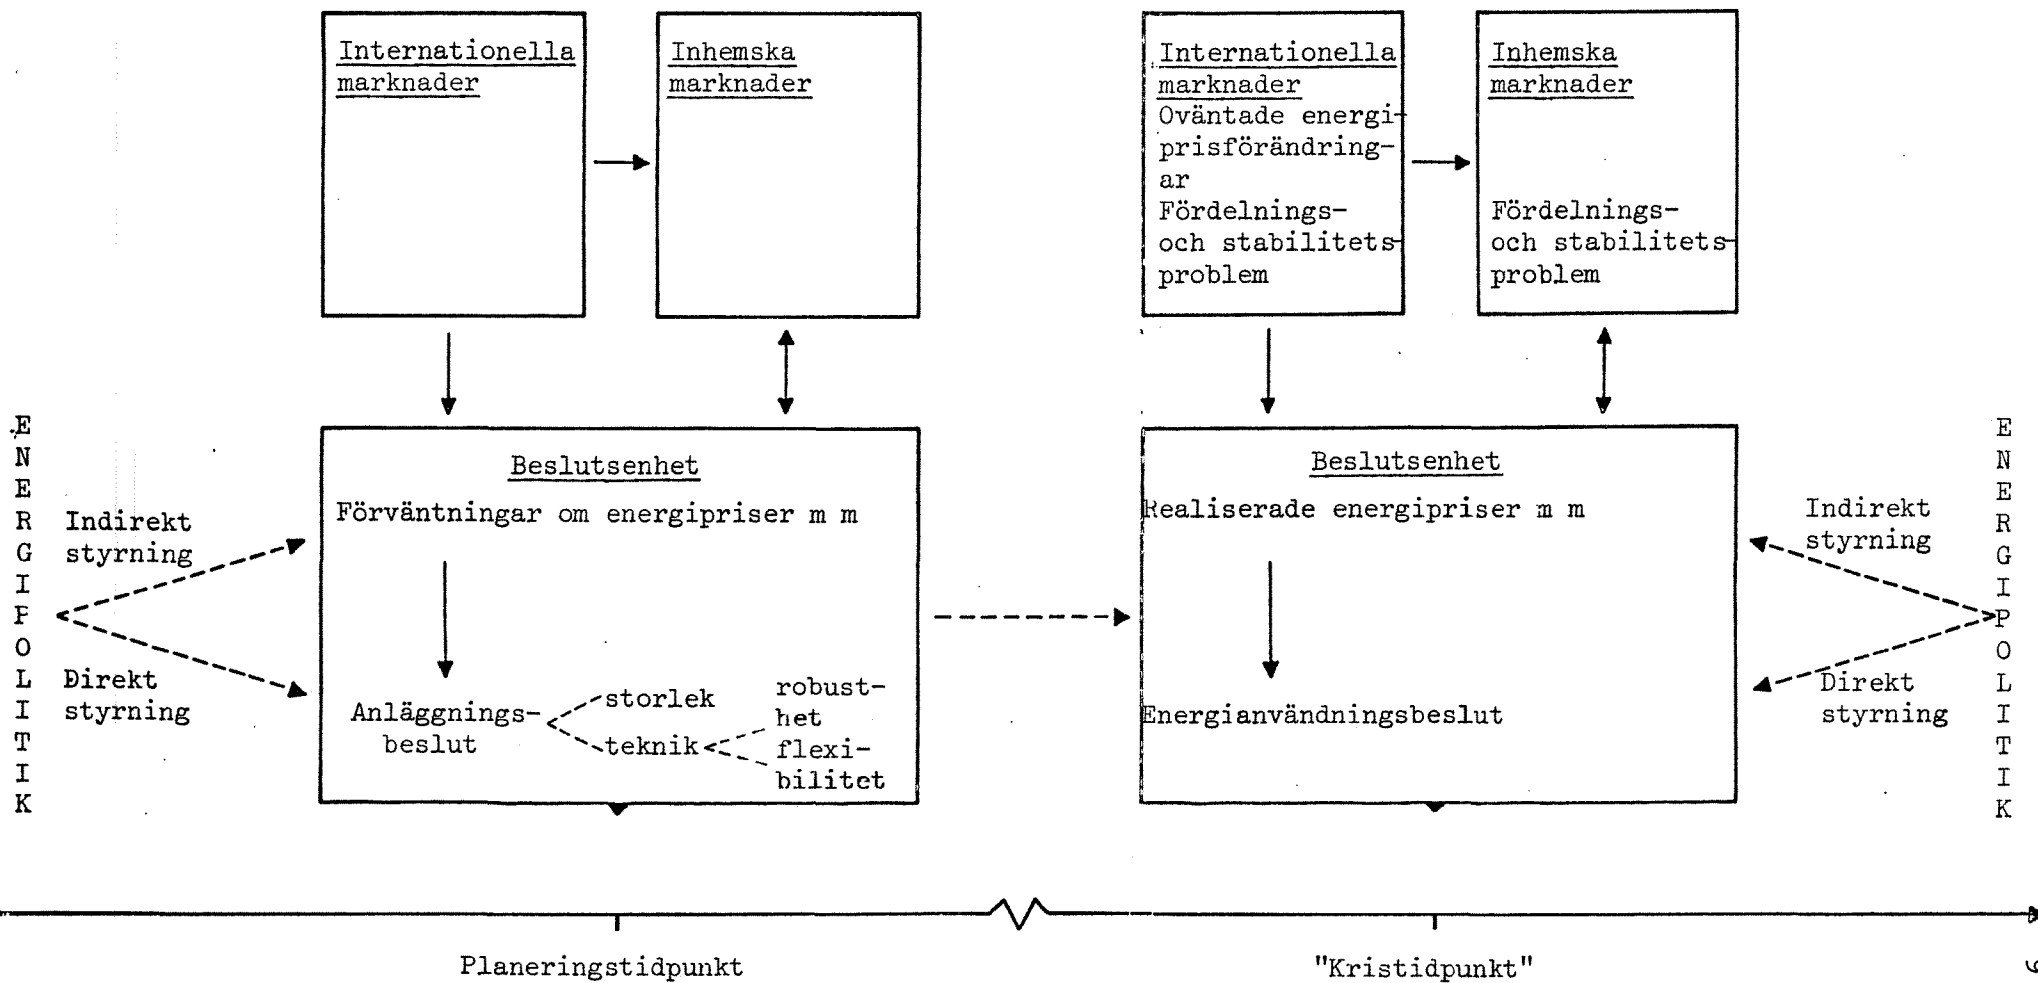 Internationella
marknader
Inhemska
marknader
Internationella
marknader
Oväntade energi-
prisförändring-
ar
Fördelnings-
och stabilitets-
problem
Inhemska
marknader
Fördelnings-
och stabilitets-
problem
ENERGIPOLITIK
Indirekt
styrning
Direkt
styrning
Beslutsenhet
Förväntningar om energipriser m m
Anläggnings-
beslut
storlek
teknik
robust-
het
flexi-
bilitet
Beslutsenhet
Realiserade energipriser m m
Energianvändningsbeslut
Indirekt
styrning
Direkt
styrning
ENERGIPOLITIK
Planeringstidpunkt
"Kristidpunkt"